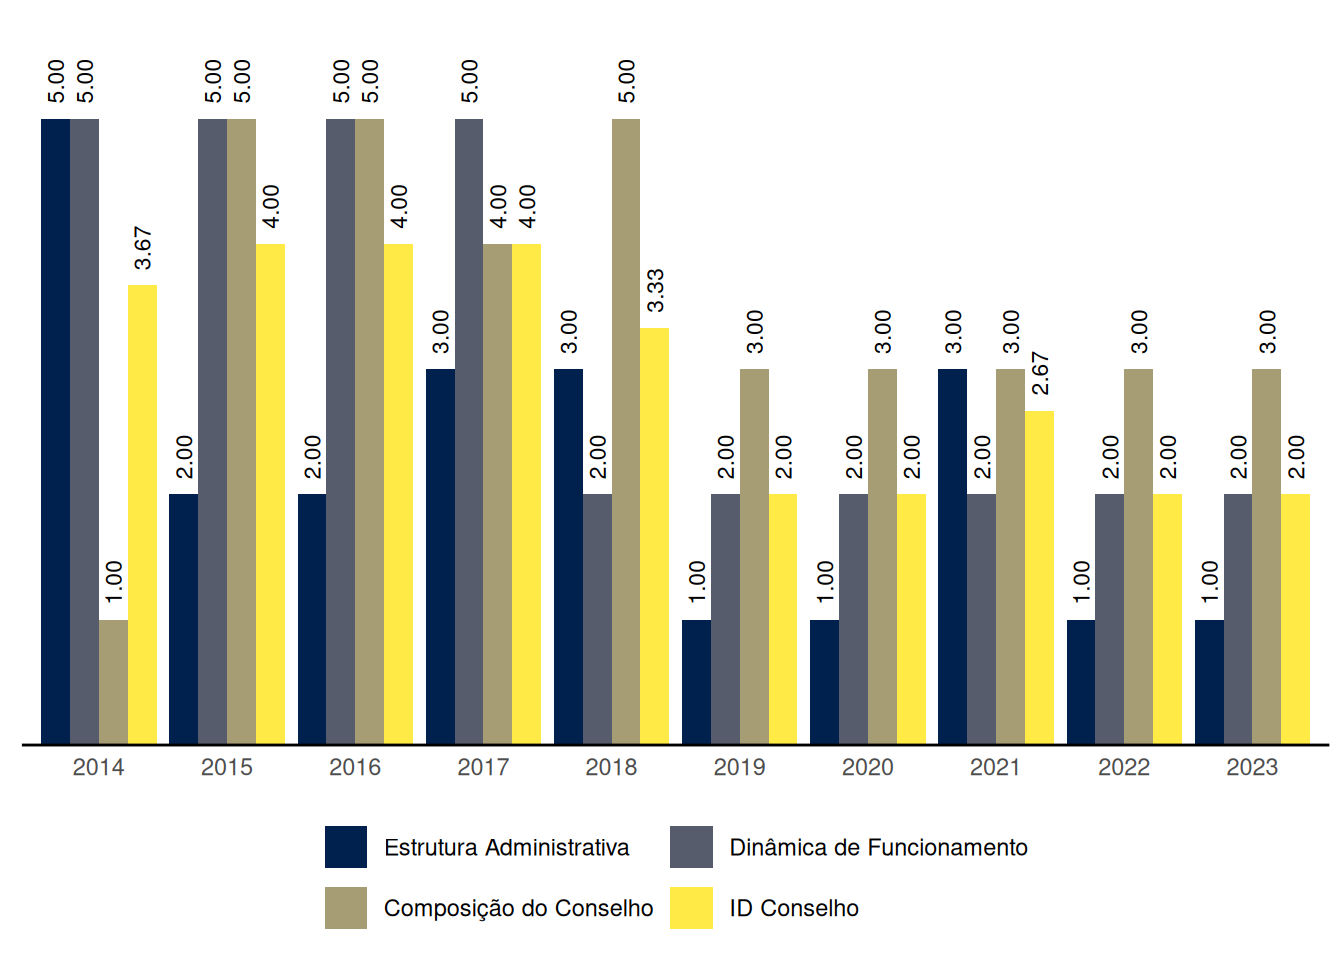 5.00 5.00 1.00 3.67
2.00 5.00 5.00 4.00
2.00 5.00 5.00 4.00
3.00 5.00 4.00 4.00
3.00 2.00 5.00 3.33
1.00 2.00 3.00 2.00
1.00 2.00 3.00 2.00
3.00 2.00 3.00 2.67
1.00 2.00 3.00 2.00
1.00 2.00 3.00 2.00
2014 2015 2016 2017 2018 2019 2020 2021 2022 2023
Estrutura Administrativa Dinâmica de Funcionamento
Composição do Conselho ID Conselho